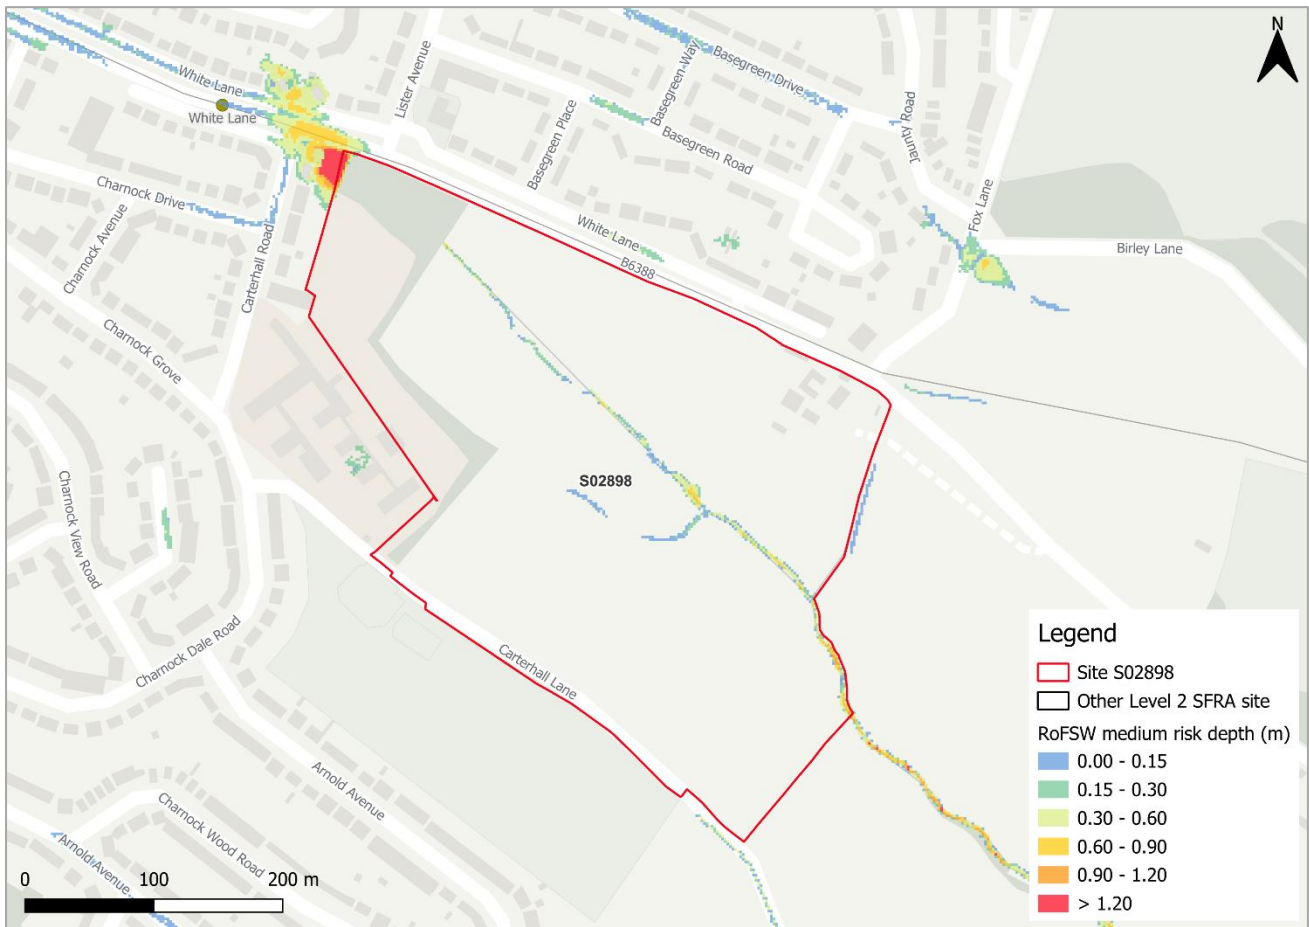 N
White Lane
White Lane
Lister Avenue
Basegreen Way
Basegreen Drive
Basegreen Place
Basegreen Road
Jaunty Road
Fox Lane
Birley Lane
Charnock Drive
Charnock Avenue
Carterhall Road
White Lane
B6388
Charnock Grove
S02898
Charnock View Road
Charnock Dale Road
Carterhall Lane
Arnold Avenue
Charnock Wood Road
Arnold Avenue
0 100 200 m
Legend
Site S02898
Other Level 2 SFRA site
RoFSW medium risk depth (m)
0.00 - 0.15
0.15 - 0.30
0.30 - 0.60
0.60 - 0.90
0.90 - 1.20
> 1.20